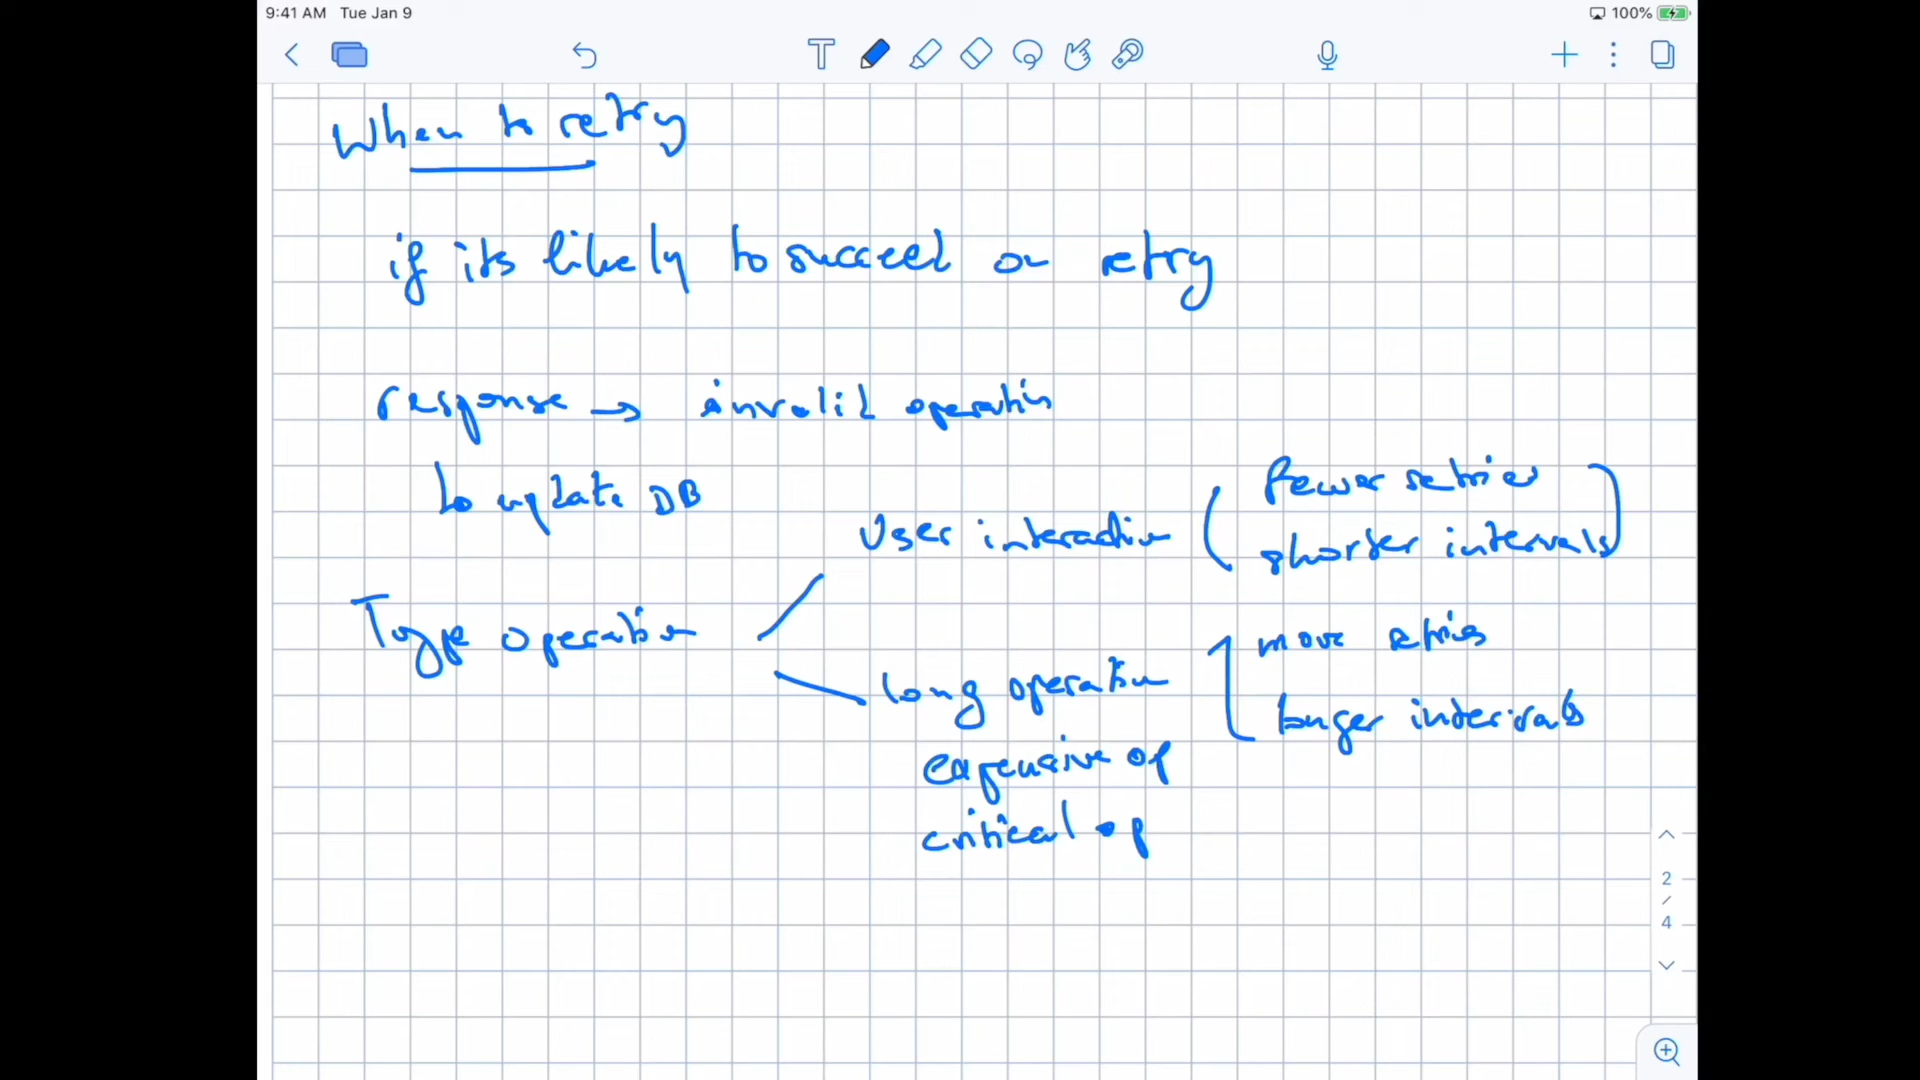 9:41 AM Tue Jan 9
100%
When to retry
if its likely to succeed on retry
response → invalid operation
to update DB
User interaction
fewer retries
shorter intervals
Type operation
more retries
long operation
longer intervals
expensive op
critical op
2
/
4